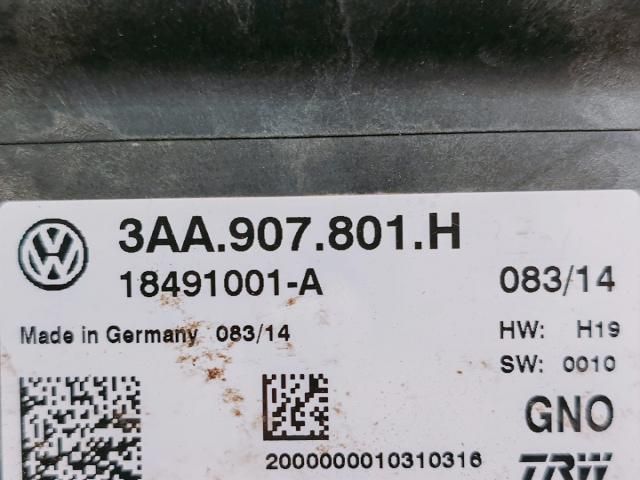 3AA.907.801.H
18491001-A 083/14
Made in Germany 083/14 HW: H19
SW: 0010
GNO
2000000010310316 TRW